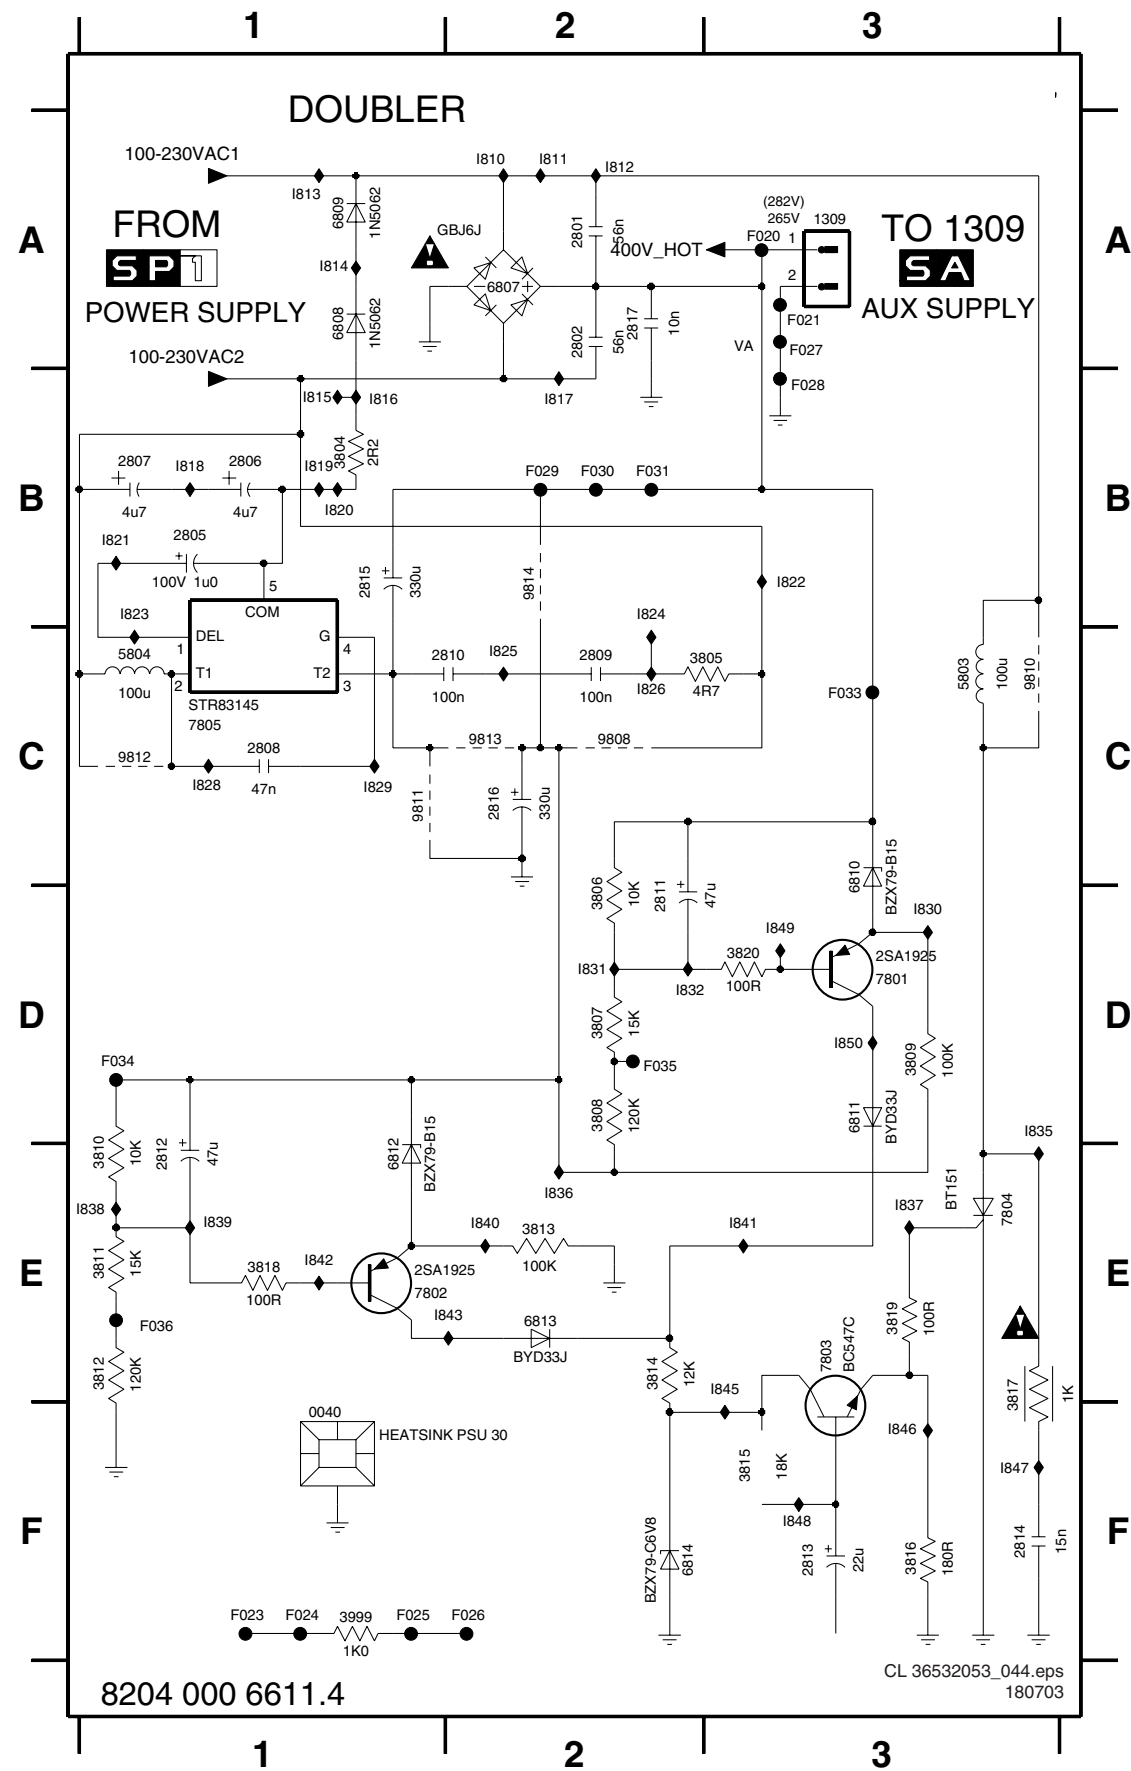 1 2 3
DOUBLER
100-230VAC1
I813
I810 I811 I812
A
FROM
SP1
POWER SUPPLY
6809 1N5062
I814
6808 1N5062
GBJ6J
6807
2801 56n
400V_HOT
(282V)
265V
F020
1309
1
2
TO 1309
SA
AUX SUPPLY
A
2802 56n
2817 10n
VA
F021
F027
F028
100-230VAC2
I815 I816
I817
3804 2R2
B
2807 I818 2806 I819
4u7 4u7 I820
F029 F030 F031
B
I821 2805
100V 1u0
5
COM
2815 330u
9814
I822
I823
DEL G
1 4
5804
T1 T2
2 3
100u
STR83145
7805
2810 I825 2809 I824 3805
100n 100n I826 4R7
F033
5803 100u 9810
C
9812 2808
I828 47n I829
9813 9808
9811
2816 330u
C
3806 10K
2811 47u
6810 BZX79-B15
I830
I849
I831
I832
3820
100R
2SA1925
7801
D
3807 15K
F035
3808 120K
I850
3809 100K
6811 BYD33J
D
F034
3810 10K
2812 47u
6812 BZX79-B15
I836
I835
BT151 7804
I838 I839
I840 3813
100K
I841
I837
E
3811 15K
3818 I842
100R
2SA1925
7802
I843
6813
BYD33J
F036
3812 120K
3814 12K
7803 BC547C
3819 100R
3817 1K
E
I845
0040
HEATSINK PSU 30
3815 18K
I846
I847
I848
F
BZX79-C6V8 6814
2813 22u
3816 180R
2814 15n
F
F023 F024 3999 F025 F026
1K0
8204 000 6611.4
CL 36532053_044.eps
180703
1 2 3